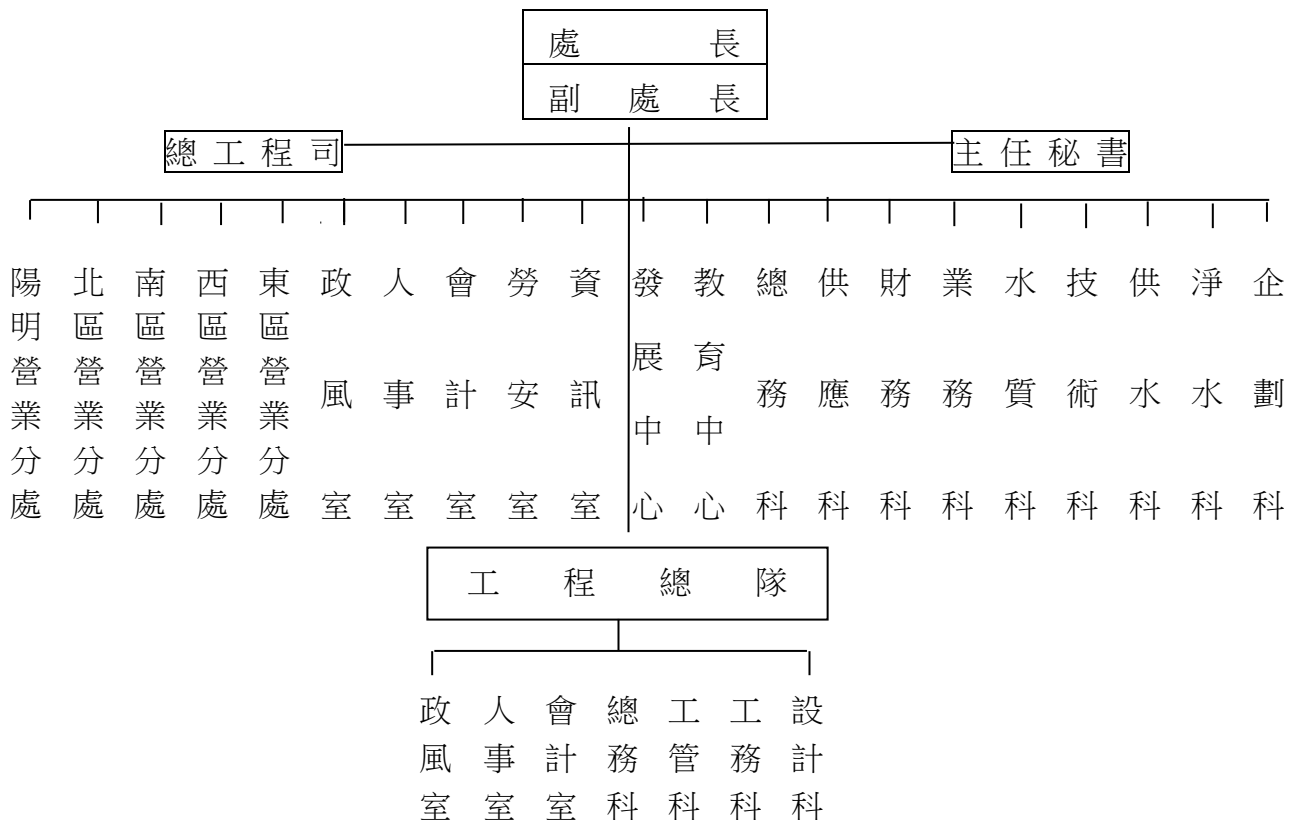 處長
副處長
總工程司
主任秘書
企劃科
淨水科
供水科
技術科
水質科
業務科
財務科
供應科
總務科
教育中心
發展中心
資訊室
勞安室
會計室
人事室
政風室
東區營業分處
西區營業分處
南區營業分處
北區營業分處
陽明營業分處
工程總隊
設計科
工務科
工管科
總務科
會計室
人事室
政風室